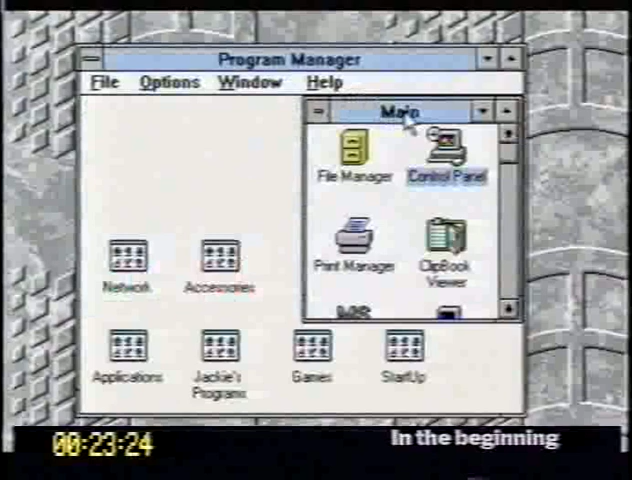 Program Manager
File Options Window Help
Main
File Manager Control Panel
Print Manager ClipBook
Viewer
Network Accessories
Applications Jackie's
Programs Games StartUp
00:23:24 In the beginning